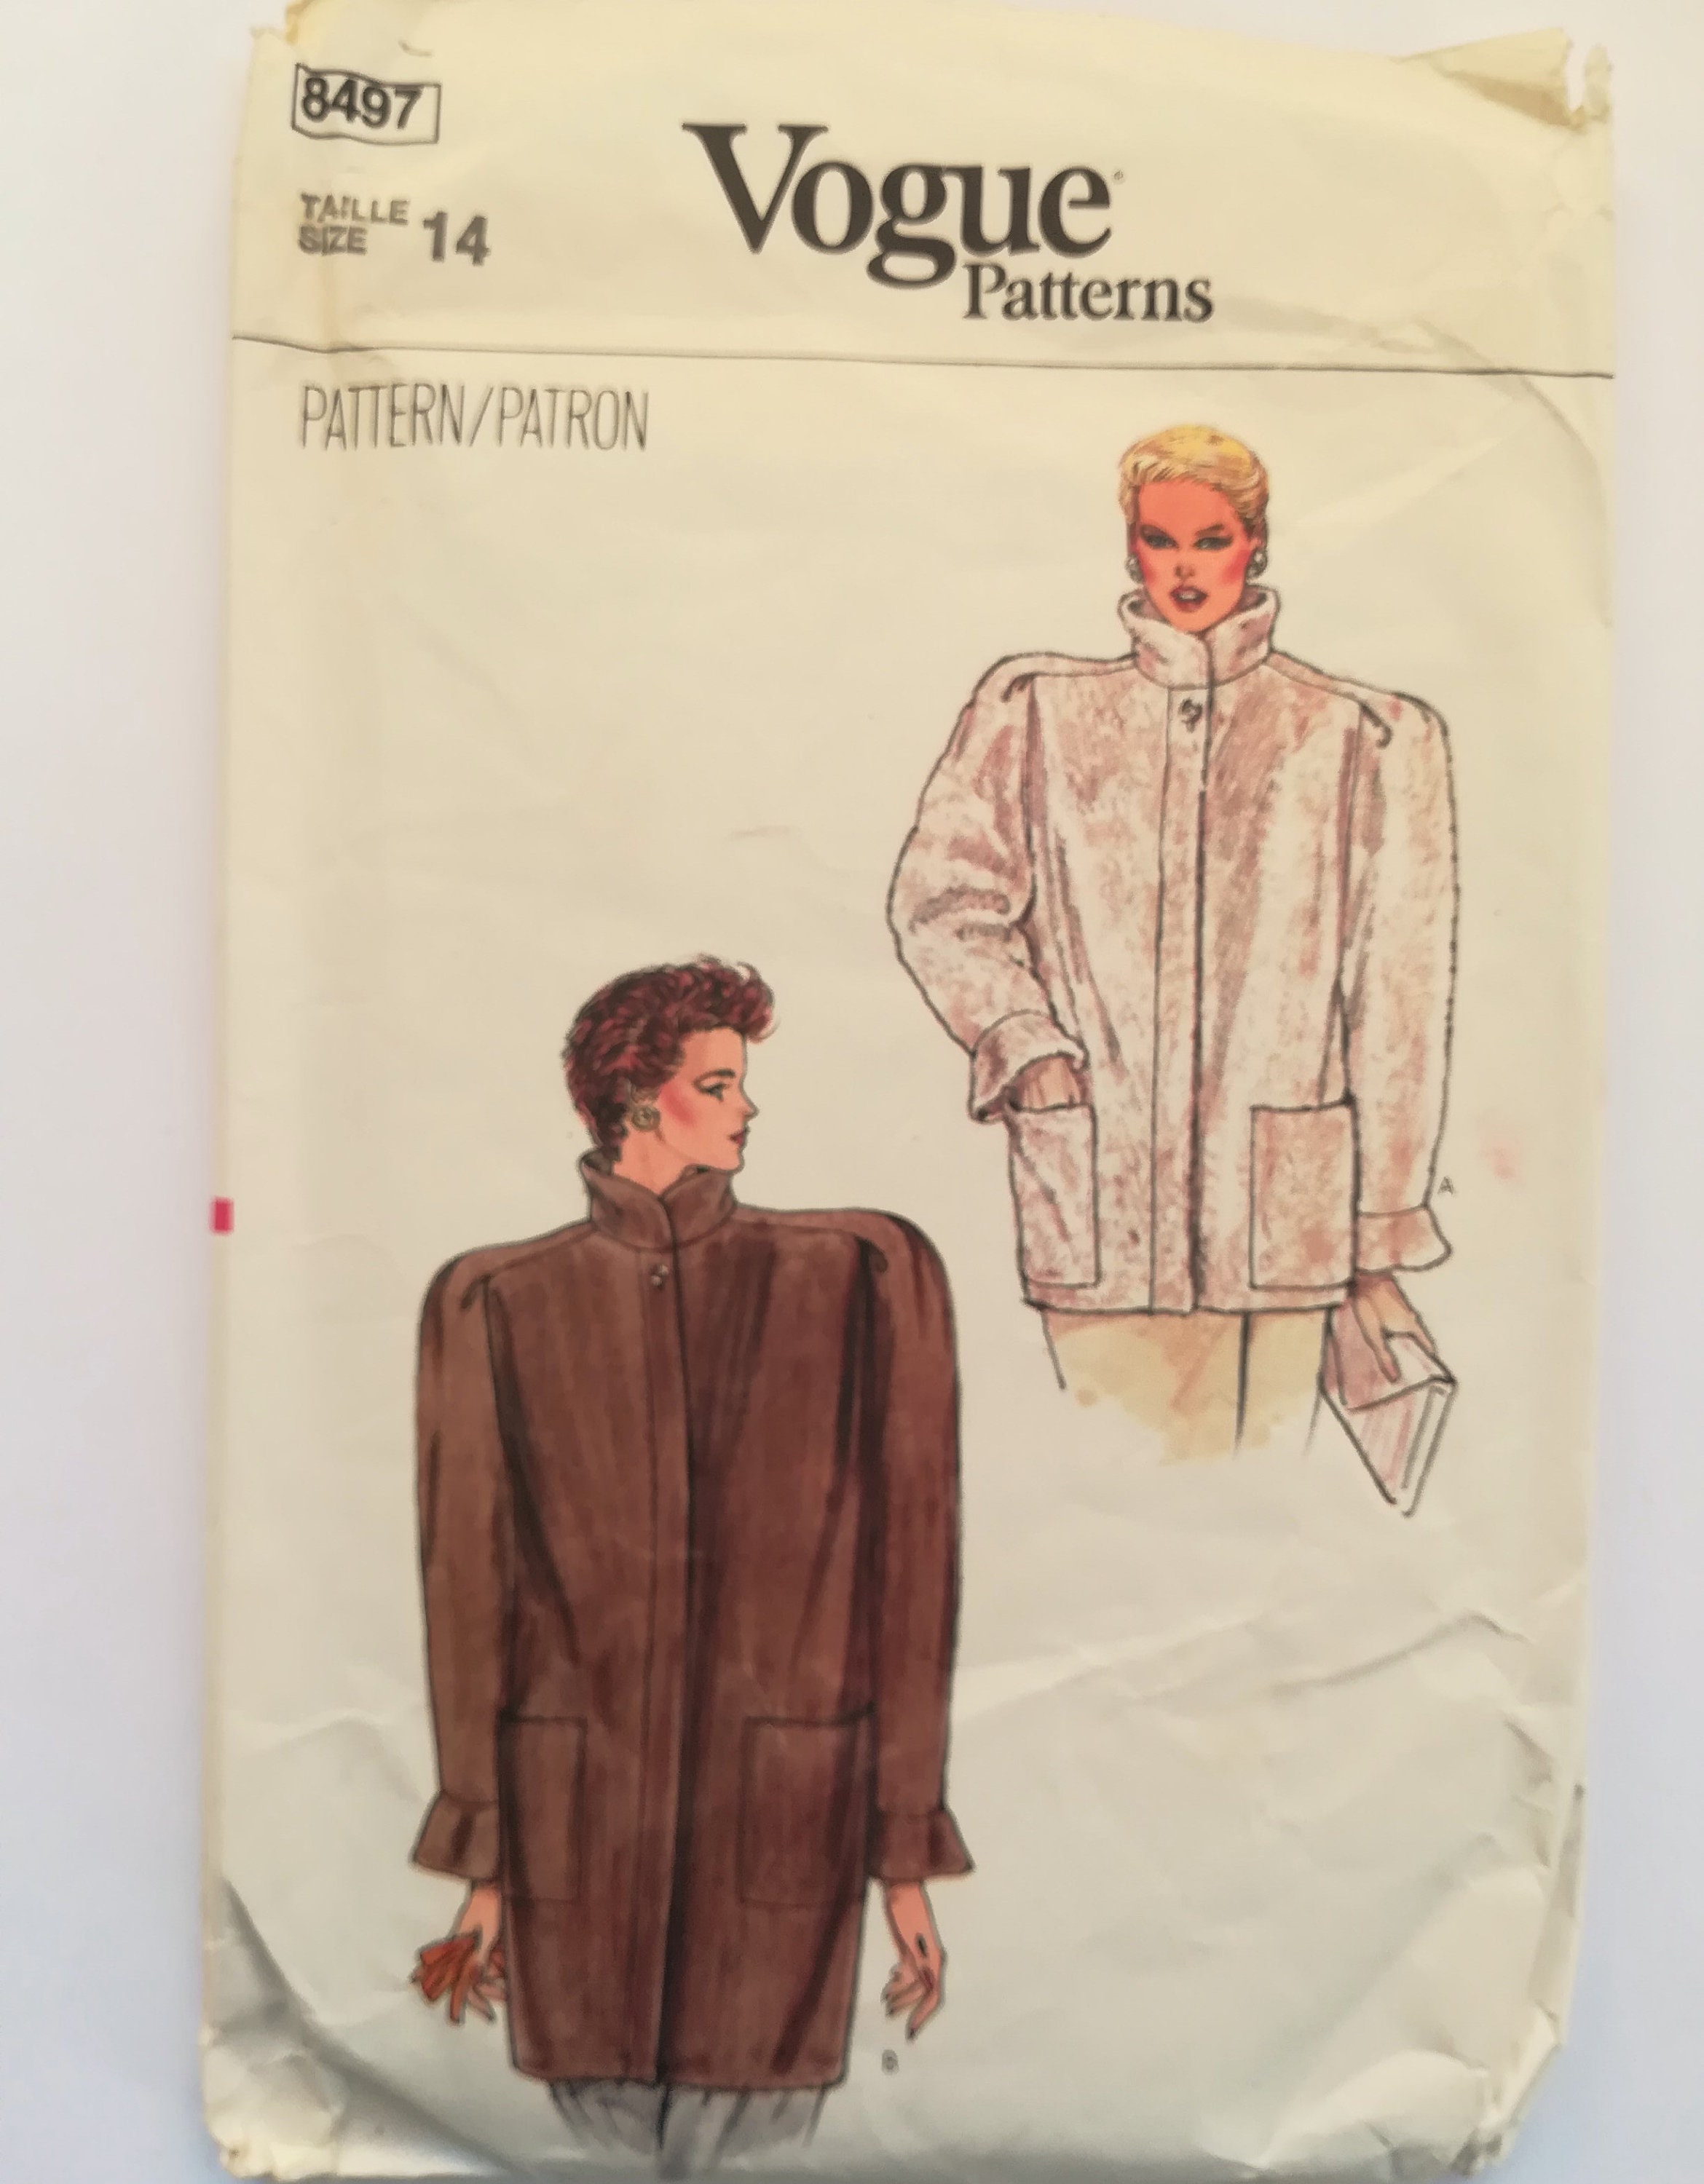 8497
TAILLE
SIZE 14
Vogue®
Patterns
PATTERN/PATRON
A
B